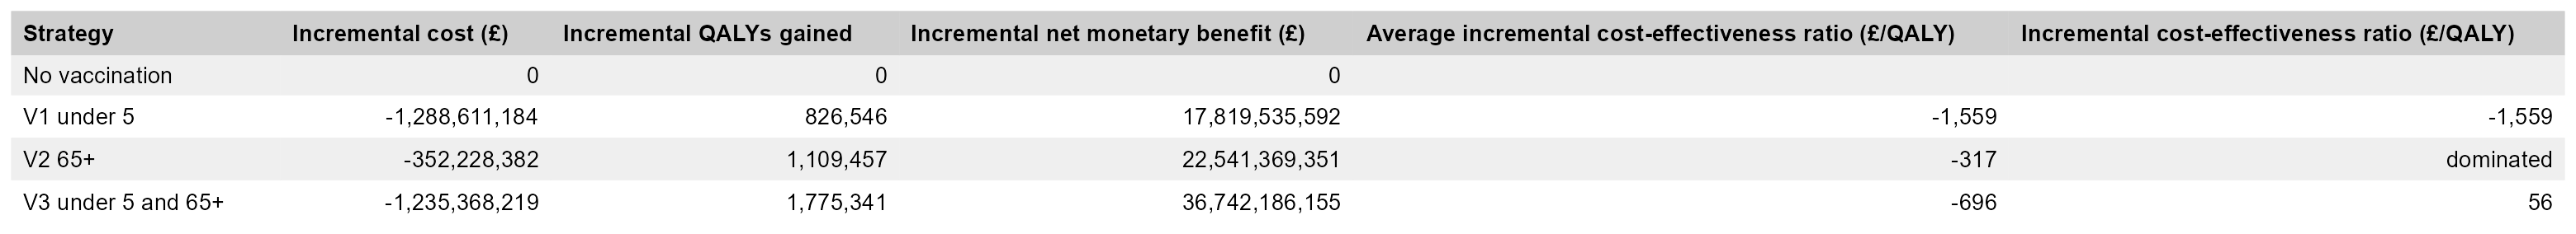 Strategy Incremental cost (£) Incremental QALYs gained Incremental net monetary benefit (£) Average incremental cost-effectiveness ratio (£/QALY) Incremental cost-effectiveness ratio (£/QALY)
No vaccination 0 0 0
V1 under 5 -1,288,611,184 826,546 17,819,535,592 -1,559 -1,559
V2 65+ -352,228,382 1,109,457 22,541,369,351 -317 dominated
V3 under 5 and 65+ -1,235,368,219 1,775,341 36,742,186,155 -696 56